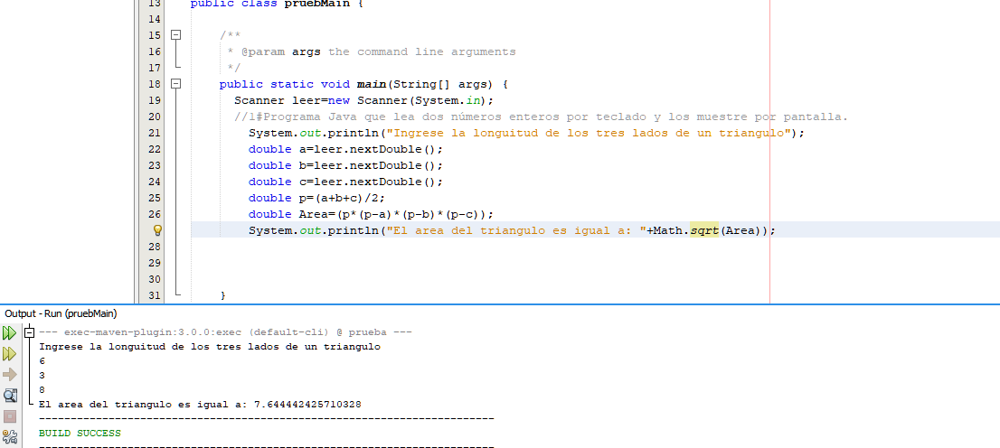 13 public class pruebMain {
14
15 /**
16 * @param args the command line arguments
17 */
18 public static void main(String[] args) {
19 Scanner leer=new Scanner(System.in);
20 //1#Programa Java que lea dos números enteros por teclado y los muestre por pantalla.
21 System.out.println("Ingrese la longuitud de los tres lados de un triangulo");
22 double a=leer.nextDouble();
23 double b=leer.nextDouble();
24 double c=leer.nextDouble();
25 double p=(a+b+c)/2;
26 double Area=(p*(p-a)*(p-b)*(p-c));
System.out.println("El area del triangulo es igual a: "+Math.sqrt(Area));
28
29
30
31 }
Output - Run (pruebMain)
--- exec-maven-plugin:3.0.0:exec (default-cli) @ prueba ---
Ingrese la longuitud de los tres lados de un triangulo
6
3
8
El area del triangulo es igual a: 7.644442425710328
------------------------------------------------------------------------
BUILD SUCCESS
------------------------------------------------------------------------